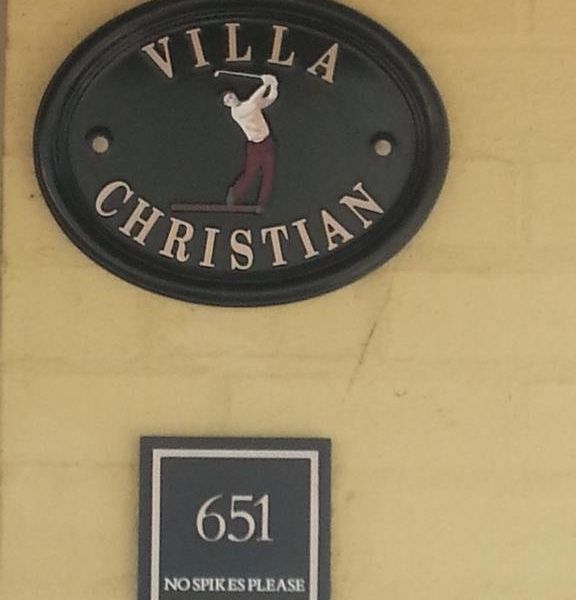 VILLA
CHRISTIAN
651
NO SPIKES PLEASE